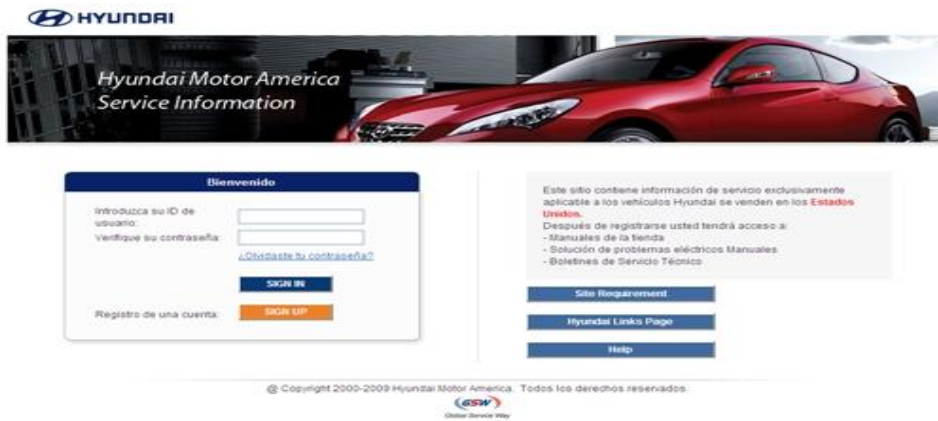 HYUNDAI
Hyundai Motor America
Service Information
Bienvenido
Introduzca su ID de
usuario:
Verifique su contraseña:
¿Olvidaste tu contraseña?
SIGN IN
Registro de una cuenta:
SIGN UP
Este sitio contiene información de servicio exclusivamente
aplicable a los vehículos Hyundai se venden en los Estados
Unidos.
Después de registrarse usted tendrá acceso a:
- Manuales de la tienda
- Solución de problemas eléctricos Manuales
- Boletines de Servicio Técnico
Site Requirement
Hyundai Links Page
Help
@ Copyright 2000-2009 Hyundai Motor America. Todos los derechos reservados.
GSW
Global Service Way